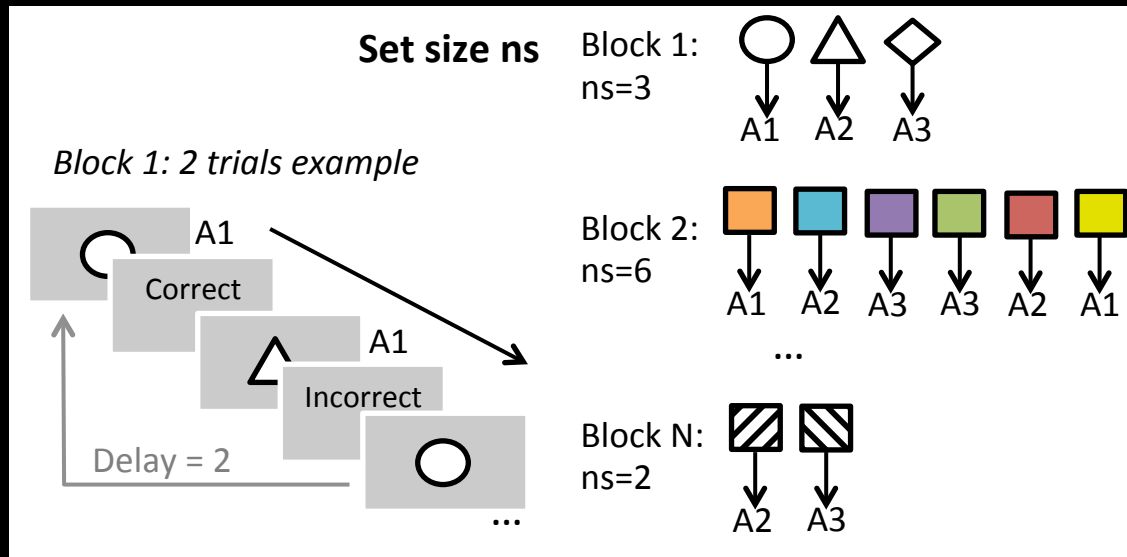 Set size ns
Block 1:
ns=3
A1 A2 A3
Block 1: 2 trials example
A1
Correct
A1
Incorrect
Delay = 2
...
Block 2:
ns=6
A1 A2 A3 A3 A2 A1
...
Block N:
ns=2
A2 A3